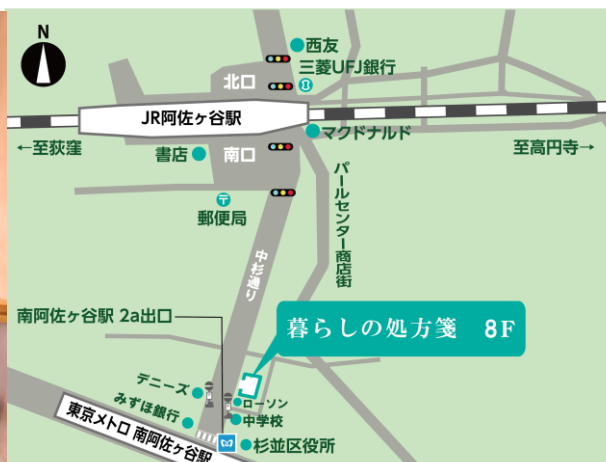 N
西友
三菱UFJ銀行
北口
JR阿佐ヶ谷駅
マクドナルド
←至荻窪
書店
南口
至高円寺→
パールセンター商店街
〒
郵便局
中杉通り
南阿佐ヶ谷駅 2a出口
暮らしの処方箋 8F
デニーズ
ローソン
みずほ銀行
中学校
東京メトロ 南阿佐ヶ谷駅
杉並区役所